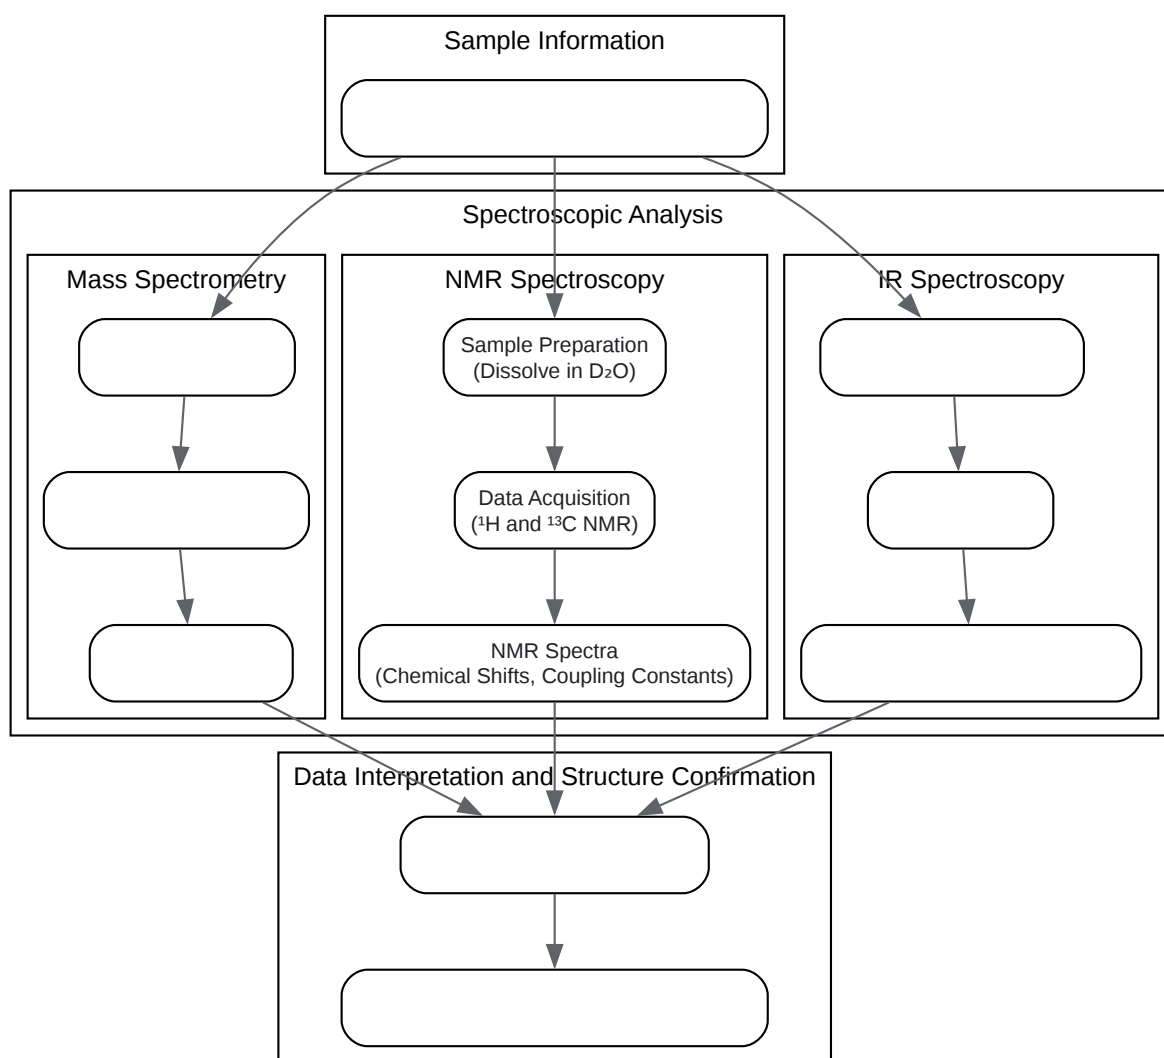 Sample Information
Spectroscopic Analysis
Mass Spectrometry
NMR Spectroscopy
IR Spectroscopy
Sample Preparation
(Dissolve in D₂O)
Data Acquisition
(¹H and ¹³C NMR)
NMR Spectra
(Chemical Shifts, Coupling Constants)
Data Interpretation and Structure Confirmation